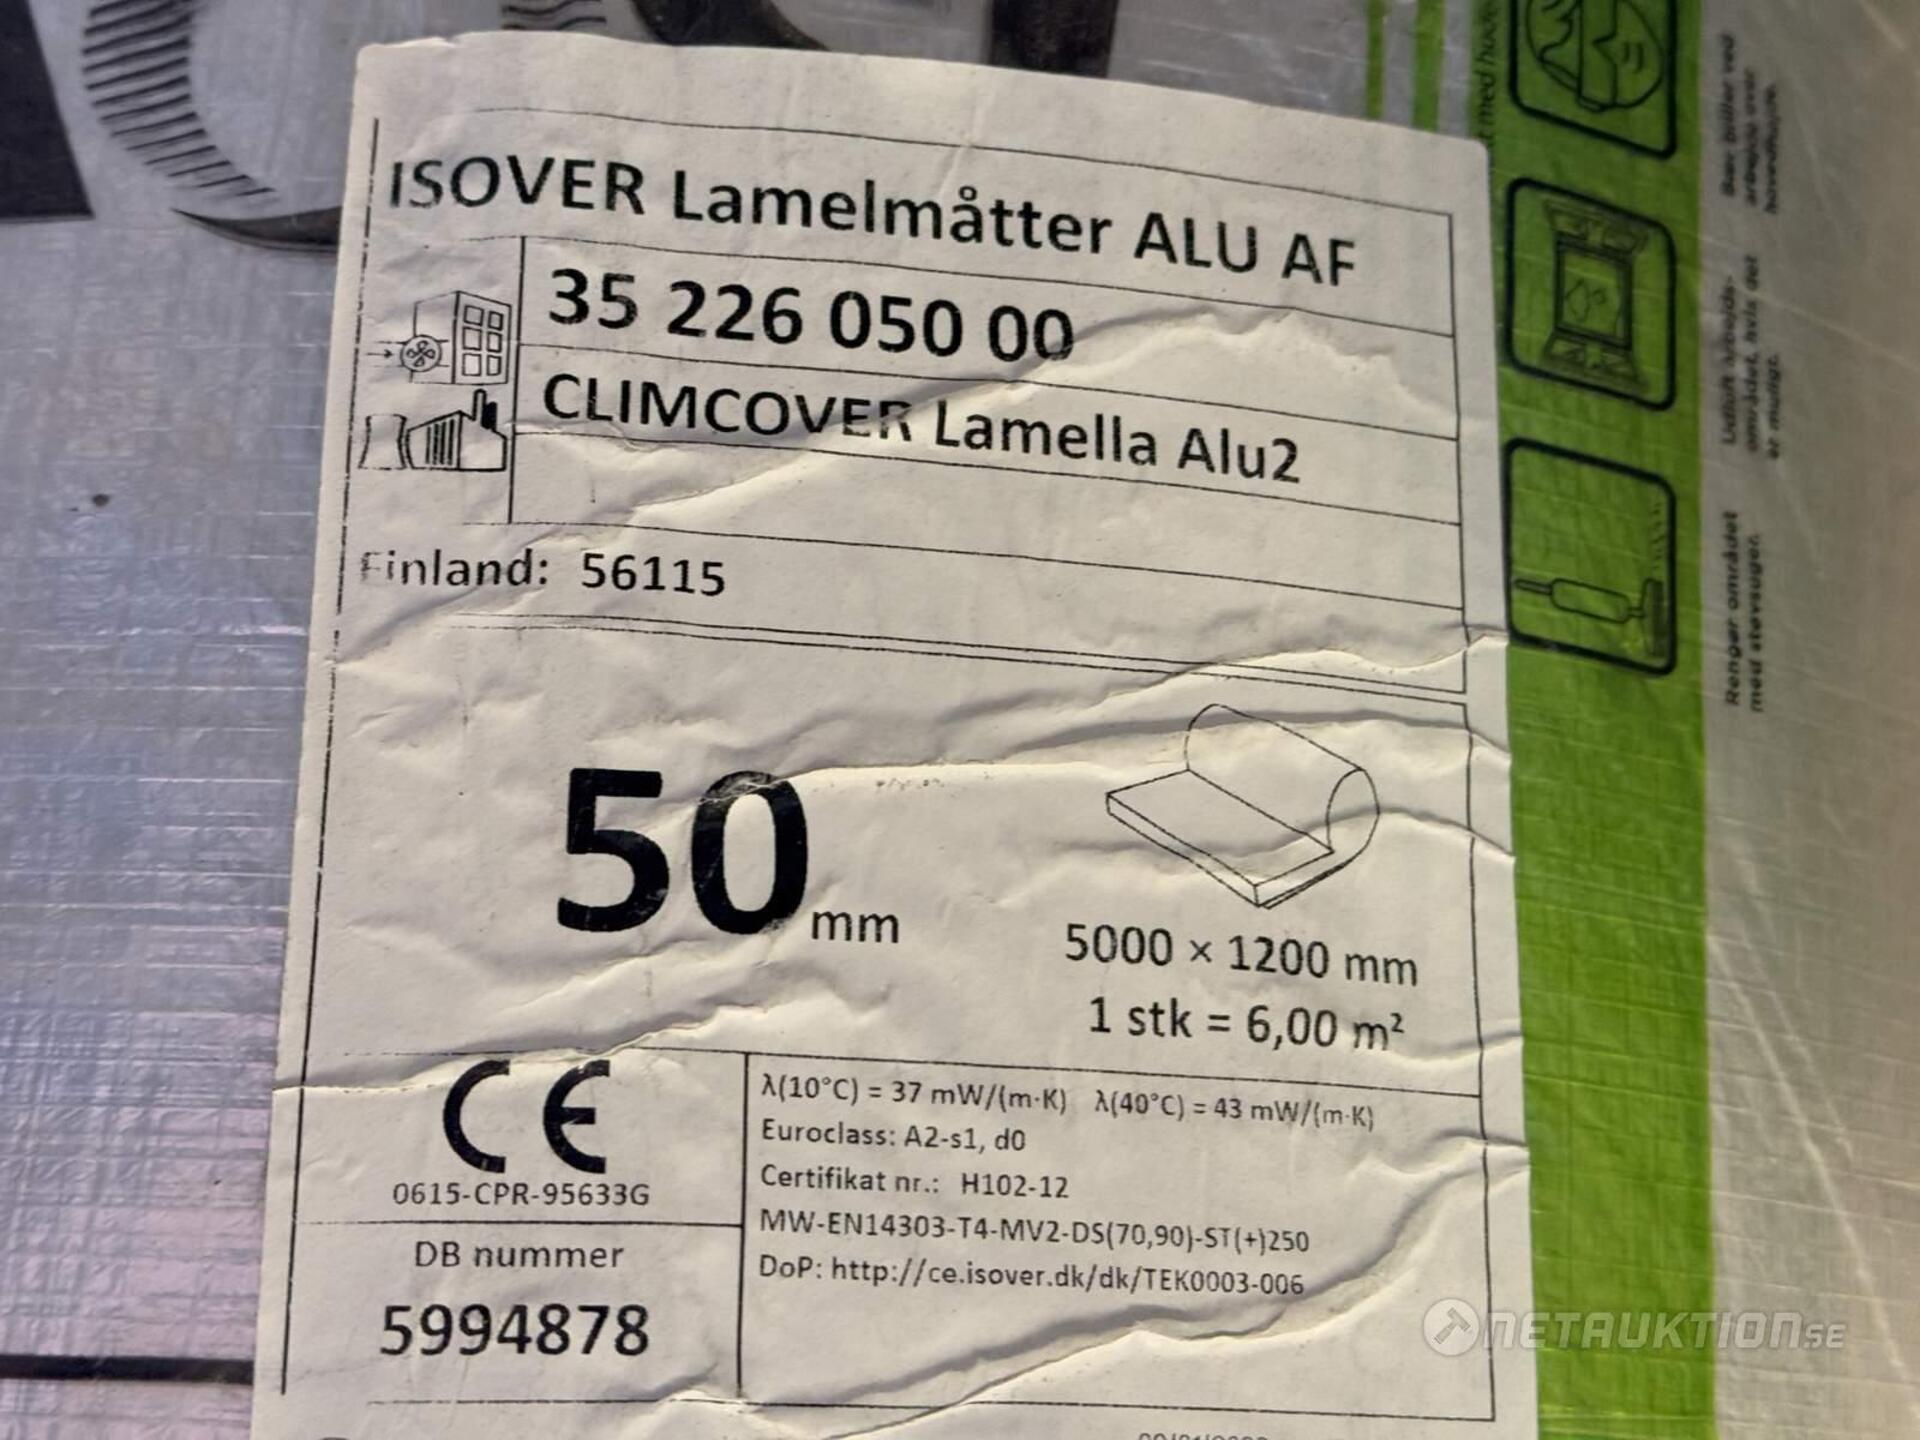 ISOVER Lamelmåtter ALU AF
35 226 050 00
CLIMCOVER Lamella Alu2
Finland: 56115
50 mm
5000 × 1200 mm
1 stk = 6,00 m²
CE
0615-CPR-95633G
DB nummer
5994878
λ(10°C) = 37 mW/(m·K) λ(40°C) = 43 mW/(m·K)
Euroclass: A2-s1, d0
Certifikat nr.: H102-12
MW-EN14303-T4-MV2-DS(70,90)-ST(+)250
DoP: http://ce.isover.dk/dk/TEK0003-006
Rengør området
med støvsuger.
NETAUKTION.SE